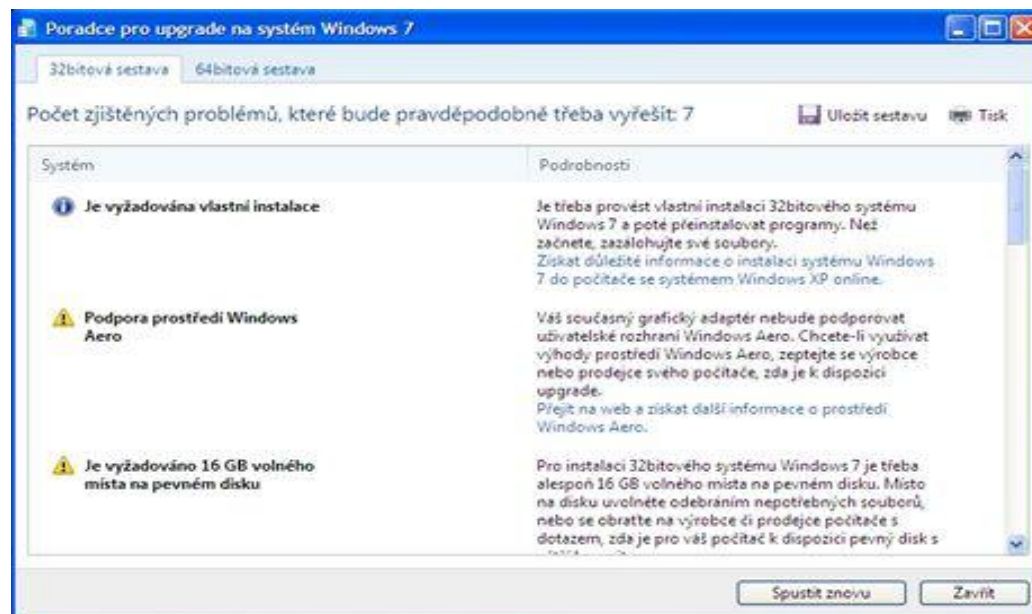 Poradce pro upgrade na systém Windows 7
32bitová sestava 64bitová sestava
Počet zjištěných problémů, které bude pravděpodobně třeba vyřešit: 7
Uložit sestavu Tisk
Systém Podrobnosti
Je vyžadována vlastní instalace
Je třeba provést vlastní instalaci 32bitového systému
Windows 7 a poté přeinstalovat programy. Než
začnete, zazálohujte své soubory.
Získat důležité informace o instalaci systému Windows
7 do počítače se systémem Windows XP online.
Podpora prostředí Windows
Aero
Váš současný grafický adaptér nebude podporovat
uživatelské rozhraní Windows Aero. Chcete-li využívat
výhody prostředí Windows Aero, zeptejte se výrobce
nebo prodejce svého počítače, zda je k dispozici
upgrade.
Přejít na web a získat další informace o prostředí
Windows Aero.
Je vyžadováno 16 GB volného
místa na pevném disku
Pro instalaci 32bitového systému Windows 7 je třeba
alespoň 16 GB volného místa na pevném disku. Místo
na disku uvolněte odebráním nepotřebných souborů,
nebo se obraťte na výrobce či prodejce počítače s
dotazem, zda je pro váš počítač k dispozici pevný disk s
Spustit znovu Zavřít